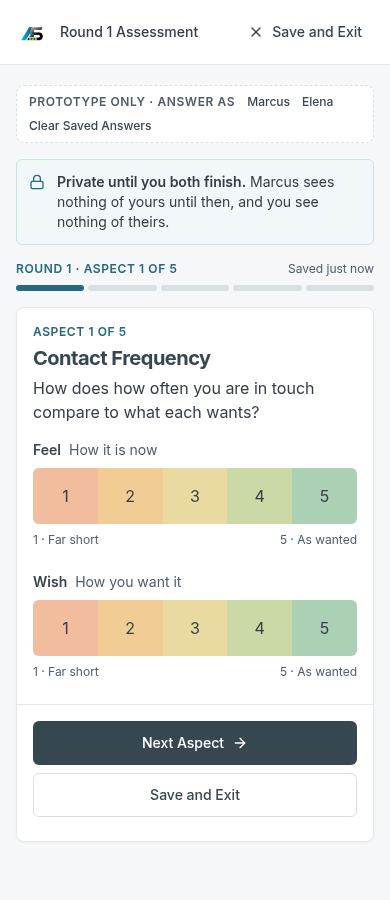 Round 1 Assessment
Save and Exit
PROTOTYPE ONLY · ANSWER AS Marcus Elena
Clear Saved Answers
Private until you both finish. Marcus sees
nothing of yours until then, and you see
nothing of theirs.
ROUND 1 · ASPECT 1 OF 5
Saved just now
ASPECT 1 OF 5
Contact Frequency
How does how often you are in touch
compare to what each wants?
Feel How it is now
1 2 3 4 5
1 · Far short
5 · As wanted
Wish How you want it
1 2 3 4 5
1 · Far short
5 · As wanted
Next Aspect
Save and Exit